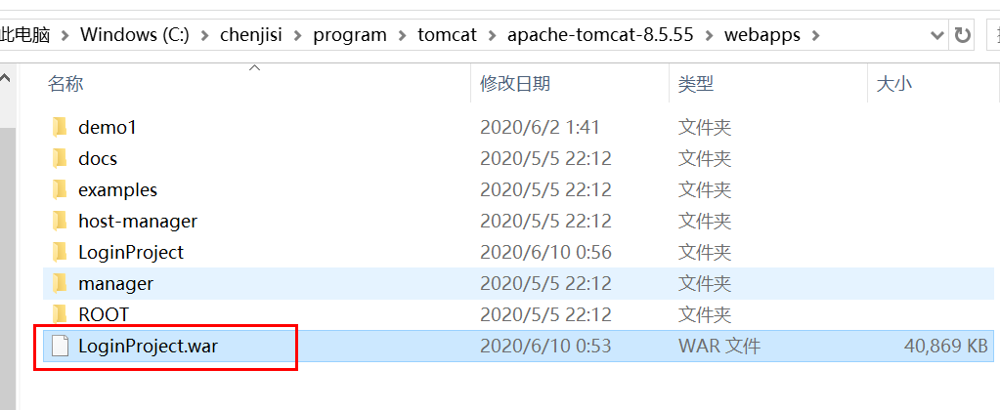 此电脑 > Windows (C:) > chenjisi > program > tomcat > apache-tomcat-8.5.55 > webapps >
名称 修改日期 类型 大小
demo1 2020/6/2 1:41 文件夹
docs 2020/5/5 22:12 文件夹
examples 2020/5/5 22:12 文件夹
host-manager 2020/5/5 22:12 文件夹
LoginProject 2020/6/10 0:56 文件夹
manager 2020/5/5 22:12 文件夹
ROOT 2020/5/5 22:12 文件夹
LoginProject.war 2020/6/10 0:53 WAR 文件 40,869 KB